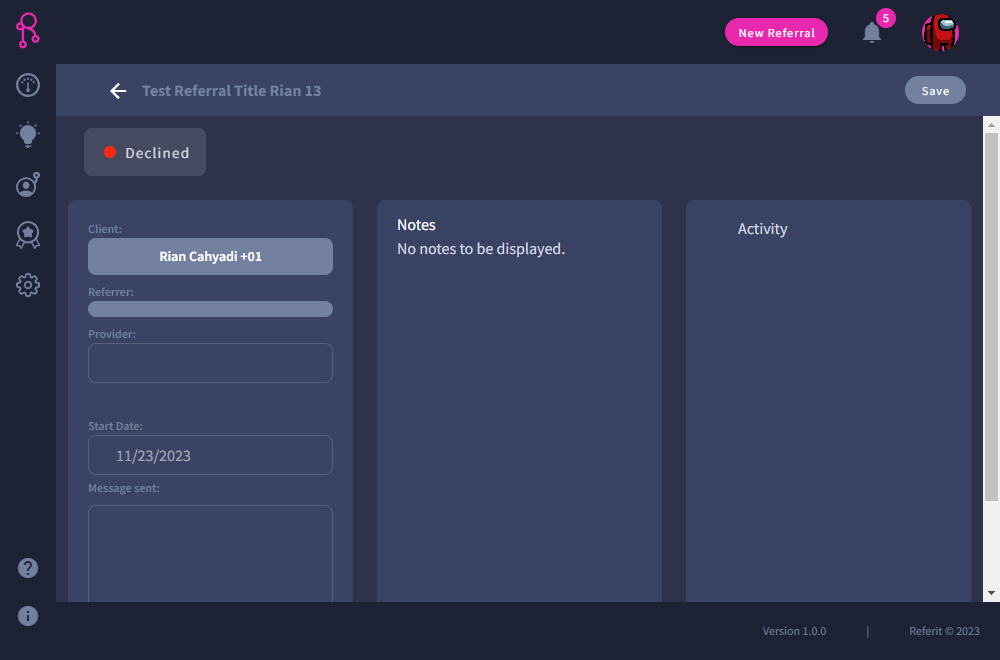 5
New Referral
Test Referral Title Rian 13
Save
Declined
Client:
Rian Cahyadi +01
Referrer:
Provider:
Start Date:
11/23/2023
Message sent:
Notes
No notes to be displayed.
Activity
Version 1.0.0 | Referit © 2023